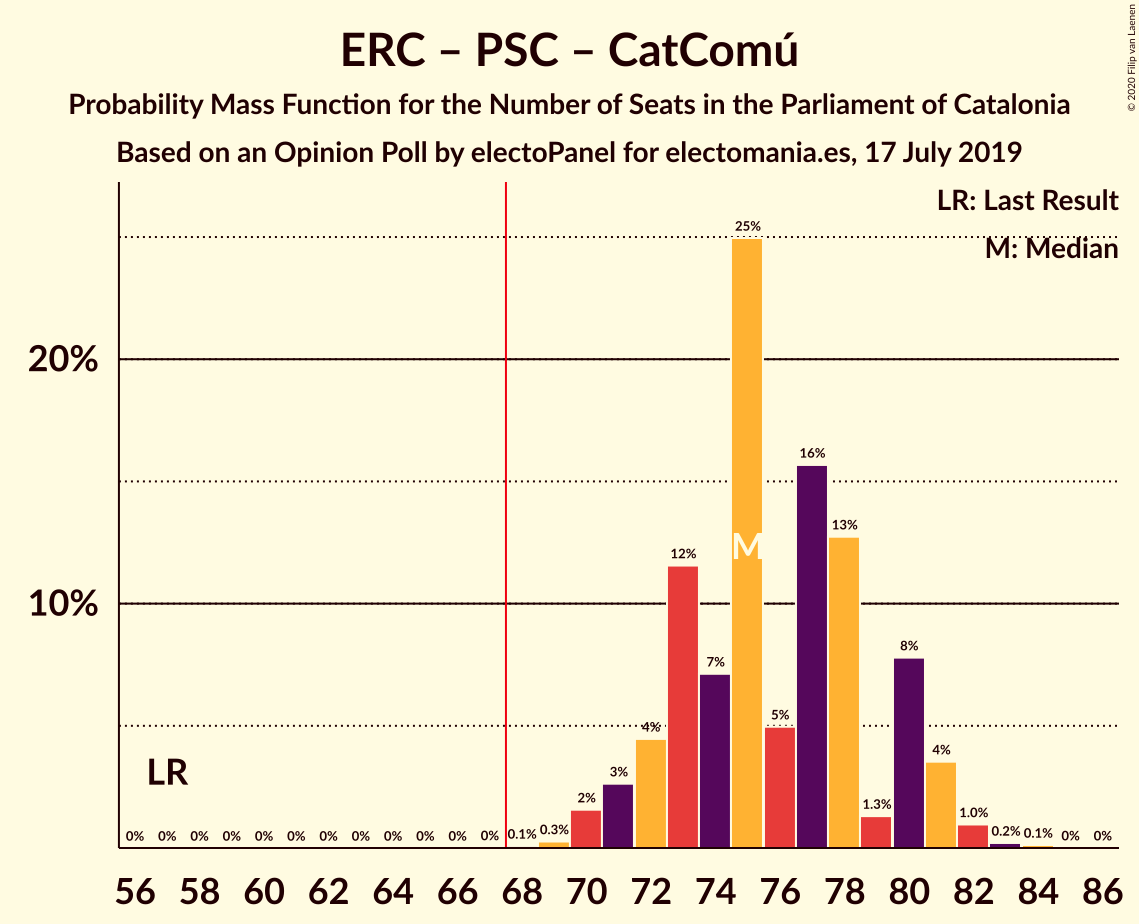 ERC – PSC – CatComú
Probability Mass Function for the Number of Seats in the Parliament of Catalonia
Based on an Opinion Poll by electoPanel for electomania.es, 17 July 2019
© 2020 Filip van Laenen
LR: Last Result
M: Median
25%
20%
16%
13%
12%
M
10%
8%
7%
5%
4%
4%
LR
3%
2%
1.3%
1.0%
0% 0% 0% 0% 0% 0% 0% 0% 0% 0% 0% 0% 0.1% 0.3% 0.2% 0.1% 0% 0%
56 58 60 62 64 66 68 70 72 74 76 78 80 82 84 86